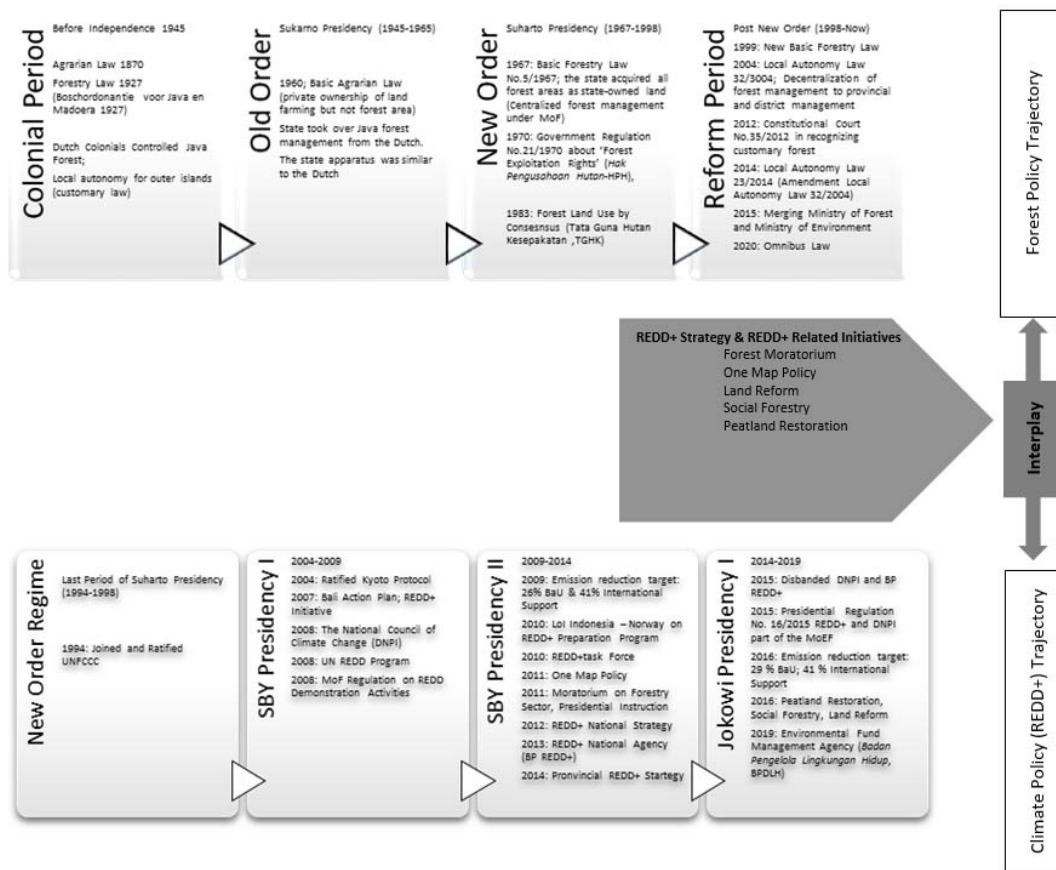 Colonial Period
Before Independence 1945
Agrarian Law 1870
Forestry Law 1927
(Boschordonantie voor Java en
Madoera 1927)
Dutch Colonials Controlled Java
Forest;
Local autonomy for outer islands
(customary law)
Old Order
Sukarno Presidency (1945-1965)
1960; Basic Agrarian Law
(private ownership of land
farming but not forest area)
State took over Java forest
management from the Dutch.
The state apparatus was similar
to the Dutch
New Order
Suharto Presidency (1967-1998)
1967: Basic Forestry Law
No.5/1967; the state acquired all
forest areas as state-owned land
(Centralized forest management
under MoF)
1970: Government Regulation
No.21/1970 about 'Forest
Exploitation Rights' (Hak
Pengusahaan Hutan-HPH),
1983: Forest Land Use by
Consesnsus (Tata Guna Hutan
Kesepakatan ,TGHK)
Reform Period
Post New Order (1998-Now)
1999: New Basic Forestry Law
2004: Local Autonomy Law
32/3004; Decentralization of
forest management to provincial
and district management
2012: Constitutional Court
No.35/2012 in recognizing
customary forest
2014: Local Autonomy Law
23/2014 (Amendment Local
Autonomy Law 32/2004)
2015: Merging Ministry of Forest
and Ministry of Environment
2020: Omnibus Law
Forest Policy Trajectory
REDD+ Strategy & REDD+ Related Initiatives
Forest Moratorium
One Map Policy
Land Reform
Social Forestry
Peatland Restoration
Interplay
New Order Regime
Last Period of Suharto Presidency
(1994-1998)
1994: Joined and Ratified
UNFCCC
SBY Presidency I
2004-2009
2004: Ratified Kyoto Protocol
2007: Bali Action Plan; REDD+
Initiative
2008: The National Council of
Climate Change (DNPI)
2008: UN REDD Program
2008: MoF Regulation on REDD
Demonstration Activities
SBY Presidency II
2009-2014
2009: Emission reduction target:
26% BaU & 41% International
Support
2010: LoI Indonesia – Norway on
REDD+ Preparation Program
2010: REDD+task Force
2011: One Map Policy
2011: Moratorium on Forestry
Sector, Presidential Instruction
2012: REDD+ National Strategy
2013: REDD+ National Agency
(BP REDD+)
2014: Pronvincial REDD+ Startegy
Jokowi Presidency I
2014-2019
2015: Disbanded DNPI and BP
REDD+
2015: Presidential Regulation
No. 16/2015 REDD+ and DNPI
part of the MoEF
2016: Emission reduction target:
29 % BaU; 41 % International
Support
2016: Peatland Restoration,
Social Forestry, Land Reform
2019: Environmental Fund
Management Agency (Badan
Pengelola Lingkungan Hidup,
BPDLH)
Climate Policy (REDD+) Trajectory